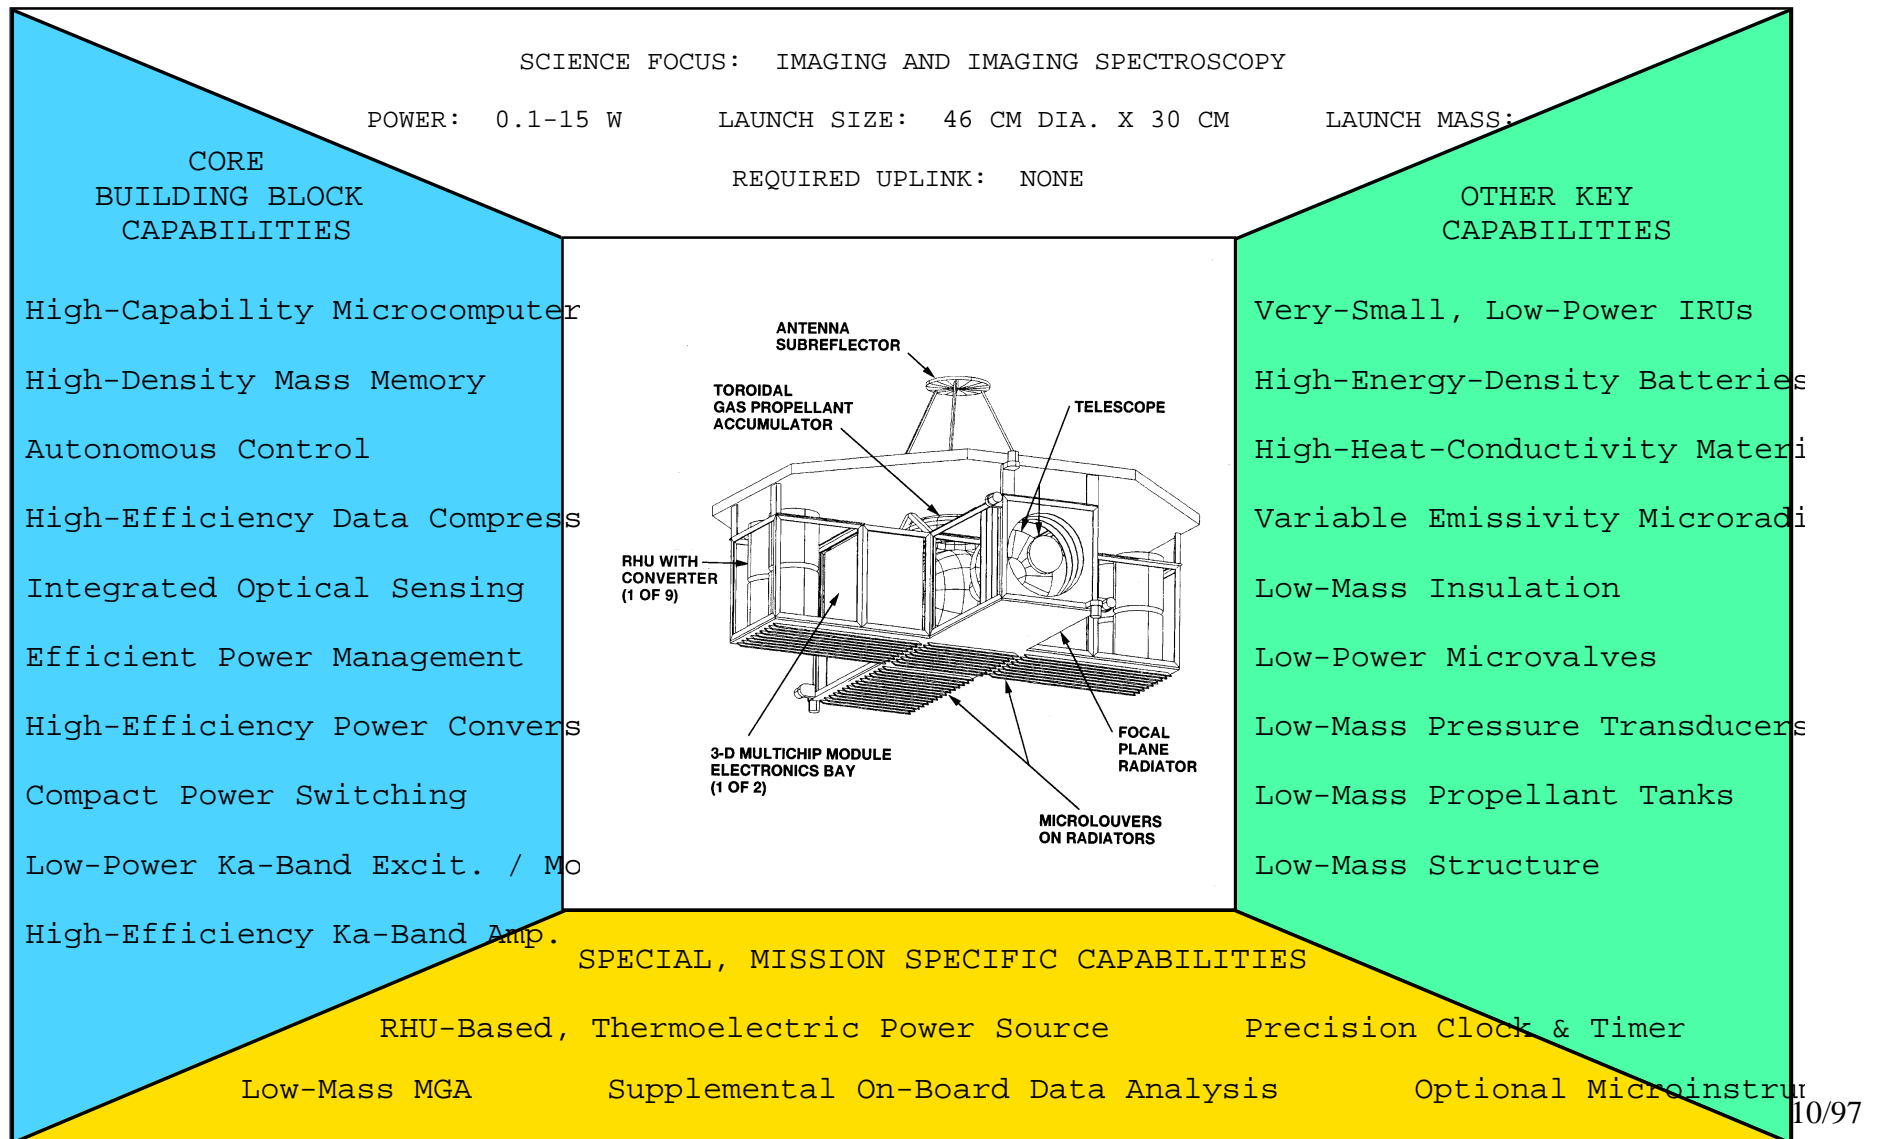 SCIENCE FOCUS: IMAGING AND IMAGING SPECTROSCOPY
POWER: 0.1-15 W LAUNCH SIZE: 46 CM DIA. X 30 CM LAUNCH MASS:
REQUIRED UPLINK: NONE
CORE
BUILDING BLOCK
CAPABILITIES
High-Capability Microcomputer
High-Density Mass Memory
Autonomous Control
High-Efficiency Data Compress
Integrated Optical Sensing
Efficient Power Management
High-Efficiency Power Convers
Compact Power Switching
Low-Power Ka-Band Excit. / Mo
High-Efficiency Ka-Band Amp.
ANTENNA
SUBREFLECTOR
TOROIDAL
GAS PROPELLANT
ACCUMULATOR
TELESCOPE
RHU WITH
CONVERTER
(1 OF 9)
3-D MULTICHIP MODULE
ELECTRONICS BAY
(1 OF 2)
FOCAL
PLANE
RADIATOR
MICROLOUVERS
ON RADIATORS
OTHER KEY
CAPABILITIES
Very-Small, Low-Power IRUs
High-Energy-Density Batteries
High-Heat-Conductivity Materi
Variable Emissivity Microradi
Low-Mass Insulation
Low-Power Microvalves
Low-Mass Pressure Transducers
Low-Mass Propellant Tanks
Low-Mass Structure
SPECIAL, MISSION SPECIFIC CAPABILITIES
RHU-Based, Thermoelectric Power Source Precision Clock & Timer
Low-Mass MGA Supplemental On-Board Data Analysis Optional Microinstru
10/97